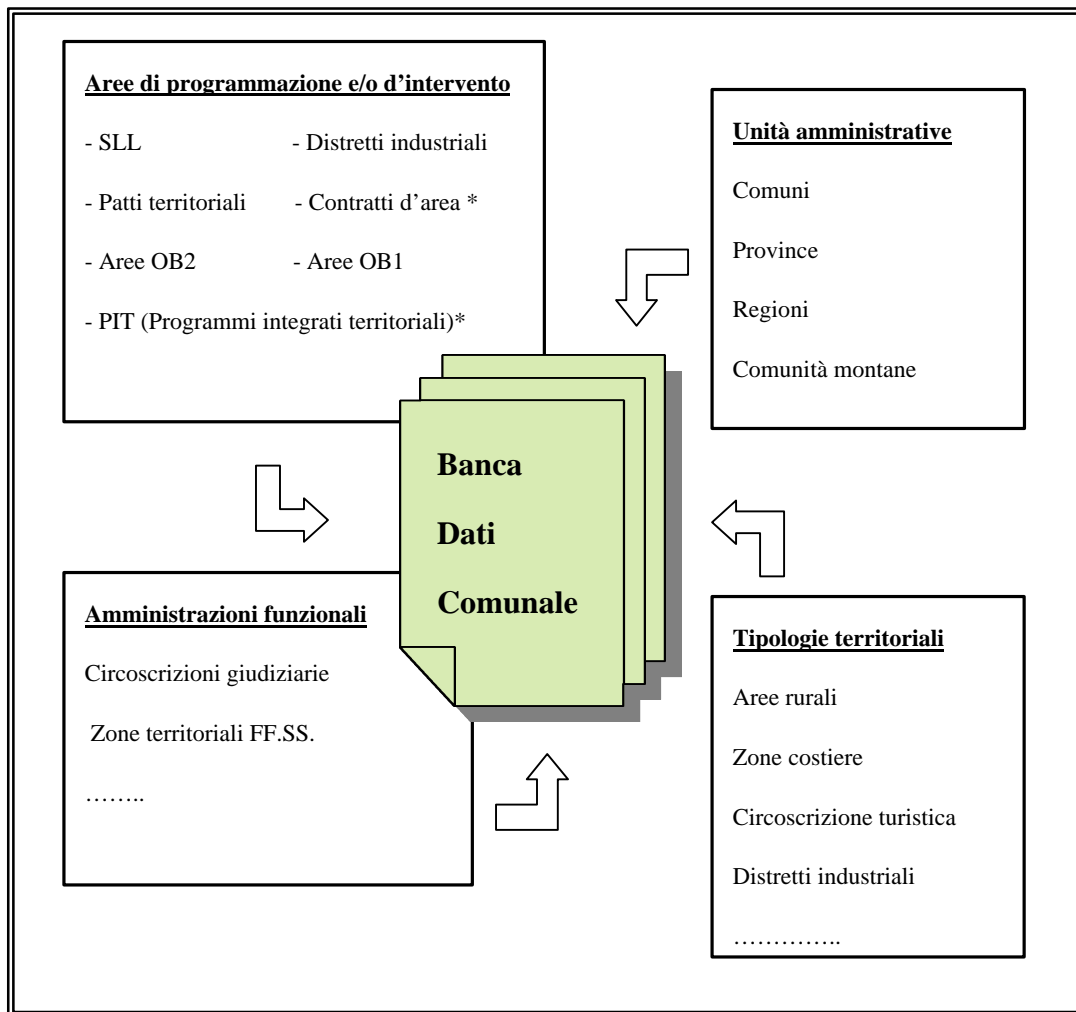 Aree di programmazione e/o d’intervento
- SLL - Distretti industriali
- Patti territoriali - Contratti d’area *
- Aree OB2 - Aree OB1
- PIT (Programmi integrati territoriali)*
Unità amministrative
Comuni
Province
Regioni
Comunità montane
Banca
Dati
Comunale
Amministrazioni funzionali
Circoscrizioni giudiziarie
Zone territoriali FF.SS.
……..
Tipologie territoriali
Aree rurali
Zone costiere
Circoscrizione turistica
Distretti industriali
…………..